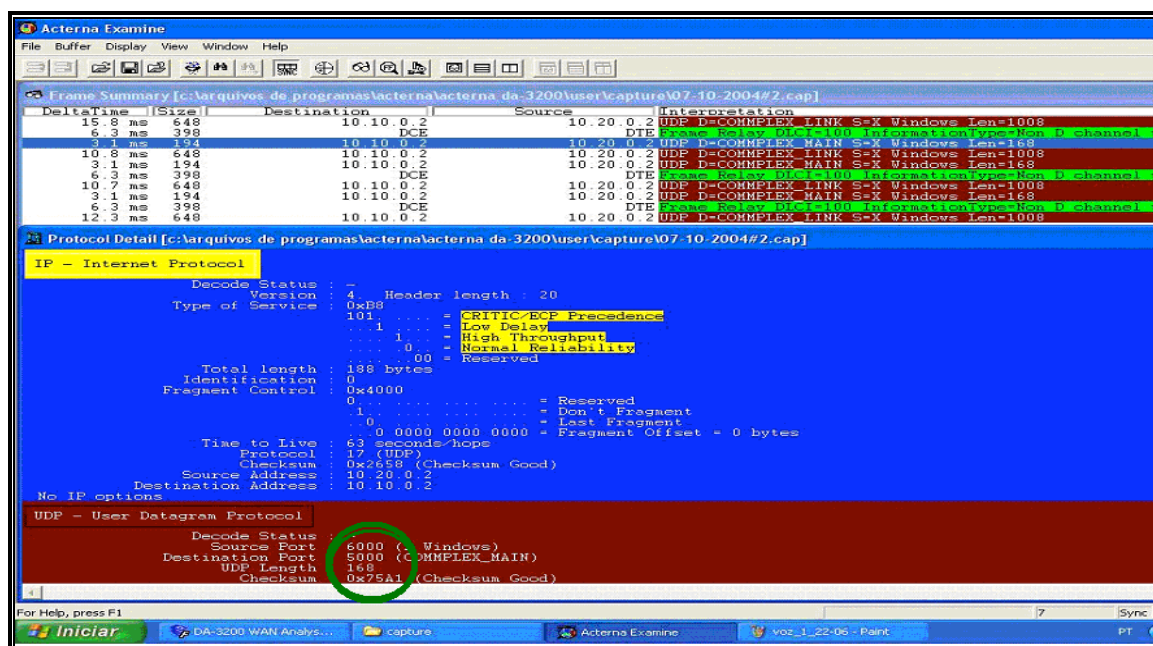 Acterna Examine
File Buffer Display View Window Help
SYNC
Frame Summary [c:\arquivos de programas\acterna\acterna da-3200\user\capture\07-10-2004#2.cap]
DeltaTime Size Destination Source Interpretation
15.8 ms 648 10.10.0.2 10.20.0.2 UDP D=COMMPLEX_LINK S=X Windows Len=1008
6.3 ms 398 DCE DTE Frame Relay DLCI=100 InformationType=Non D channel
3.1 ms 194 10.10.0.2 10.20.0.2 UDP D=COMMPLEX_MAIN S=X Windows Len=168
10.8 ms 648 10.10.0.2 10.20.0.2 UDP D=COMMPLEX_LINK S=X Windows Len=1008
3.1 ms 194 10.10.0.2 10.20.0.2 UDP D=COMMPLEX_MAIN S=X Windows Len=168
6.3 ms 398 DCE DTE Frame Relay DLCI=100 InformationType=Non D channel
10.7 ms 648 10.10.0.2 10.20.0.2 UDP D=COMMPLEX_LINK S=X Windows Len=1008
3.1 ms 194 10.10.0.2 10.20.0.2 UDP D=COMMPLEX_MAIN S=X Windows Len=168
6.3 ms 398 DCE DTE Frame Relay DLCI=100 InformationType=Non D channel
12.3 ms 648 10.10.0.2 10.20.0.2 UDP D=COMMPLEX_LINK S=X Windows Len=1008
Protocol Detail [c:\arquivos de programas\acterna\acterna da-3200\user\capture\07-10-2004#2.cap]
IP - Internet Protocol
Decode Status : -
Version : 4. Header length : 20
Type of Service : 0xB8
101. .... = CRITIC/ECP Precedence
...1 .... = Low Delay
.... 1... = High Throughput
.... .0.. = Normal Reliability
.... ..00 = Reserved
Total length : 188 bytes
Identification : 0
Fragment Control : 0x4000
0... .... .... .... = Reserved
.1.. .... .... .... = Don't Fragment
..0. .... .... .... = Last Fragment
...0 0000 0000 0000 = Fragment Offset = 0 bytes
Time to Live : 63 seconds/hops
Protocol : 17 (UDP)
Checksum : 0x2658 (Checksum Good)
Source Address : 10.20.0.2
Destination Address : 10.10.0.2
No IP options
UDP - User Datagram Protocol
Decode Status : -
Source Port : 6000 (X Windows)
Destination Port : 5000 (COMMPLEX_MAIN)
UDP Length : 168
Checksum : 0x75A1 (Checksum Good)
For Help, press F1 7 Sync
Iniciar DA-3200 WAN Analys... capture Acterna Examine voz_1_22-06 - Paint PT